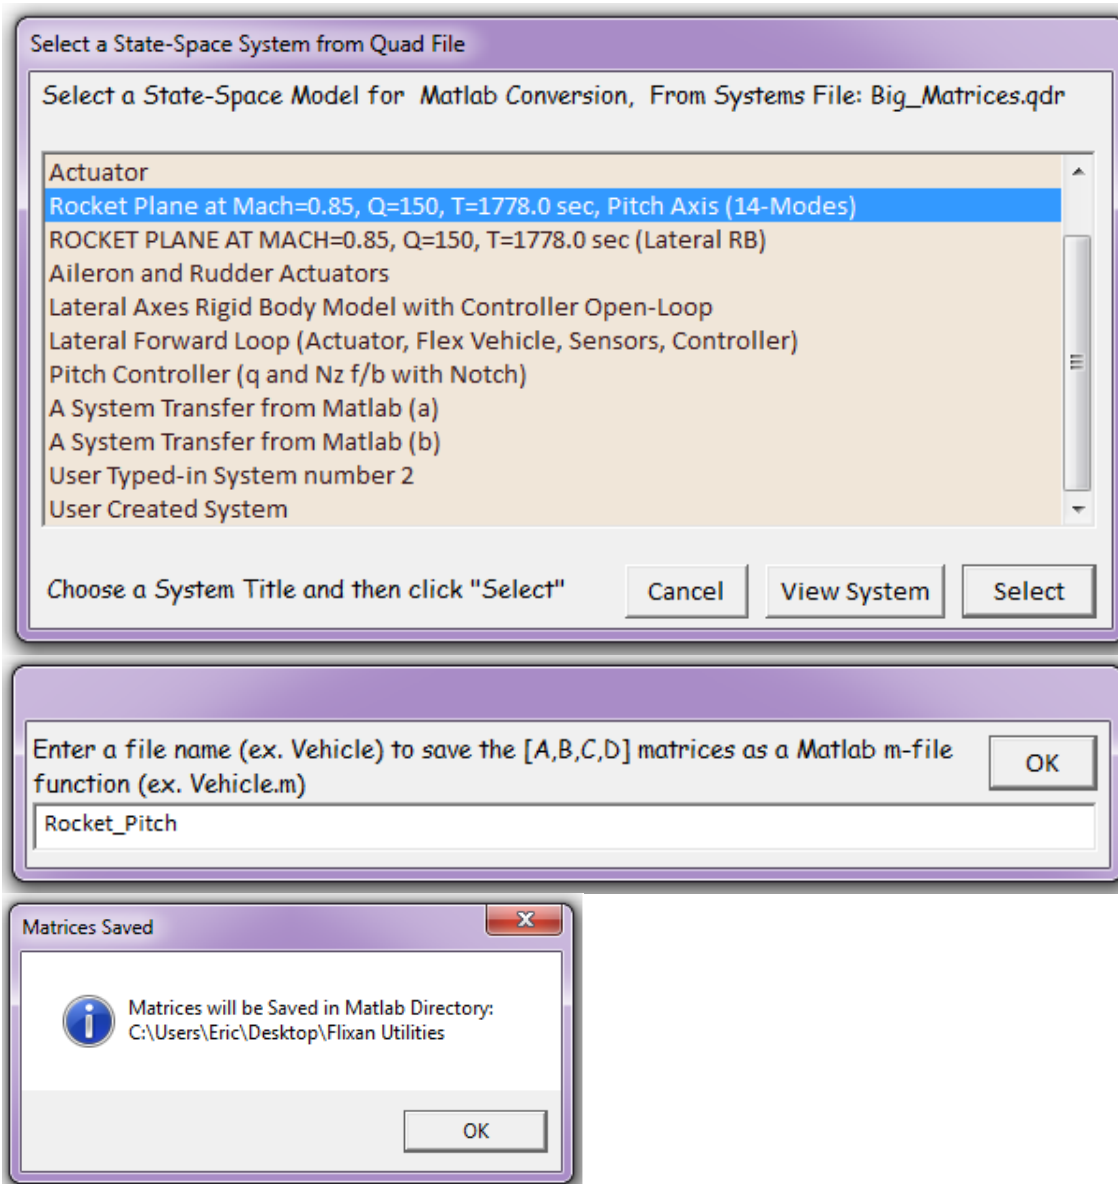 Select a State-Space System from Quad File
Select a State-Space Model for Matlab Conversion, From Systems File: Big_Matrices.qdr
Actuator
Rocket Plane at Mach=0.85, Q=150, T=1778.0 sec, Pitch Axis (14-Modes)
ROCKET PLANE AT MACH=0.85, Q=150, T=1778.0 sec (Lateral RB)
Aileron and Rudder Actuators
Lateral Axes Rigid Body Model with Controller Open-Loop
Lateral Forward Loop (Actuator, Flex Vehicle, Sensors, Controller)
Pitch Controller (q and Nz f/b with Notch)
A System Transfer from Matlab (a)
A System Transfer from Matlab (b)
User Typed-in System number 2
User Created System
Choose a System Title and then click "Select"
Cancel
View System
Select
Enter a file name (ex. Vehicle) to save the [A,B,C,D] matrices as a Matlab m-file
function (ex. Vehicle.m)
OK
Rocket_Pitch
Matrices Saved
Matrices will be Saved in Matlab Directory:
C:\Users\Eric\Desktop\Flixan Utilities
OK